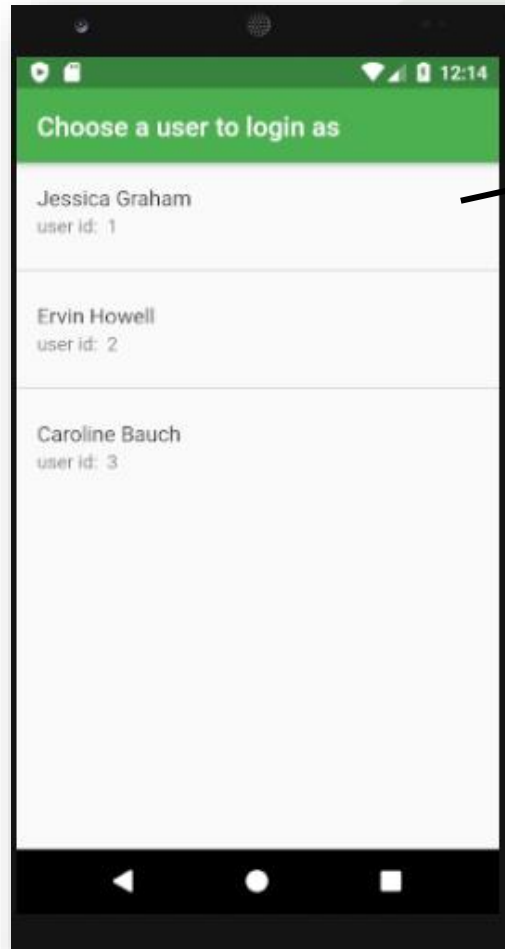 12:14
Choose a user to login as
Jessica Graham
user id: 1
Ervin Howell
user id: 2
Caroline Bauch
user id: 3